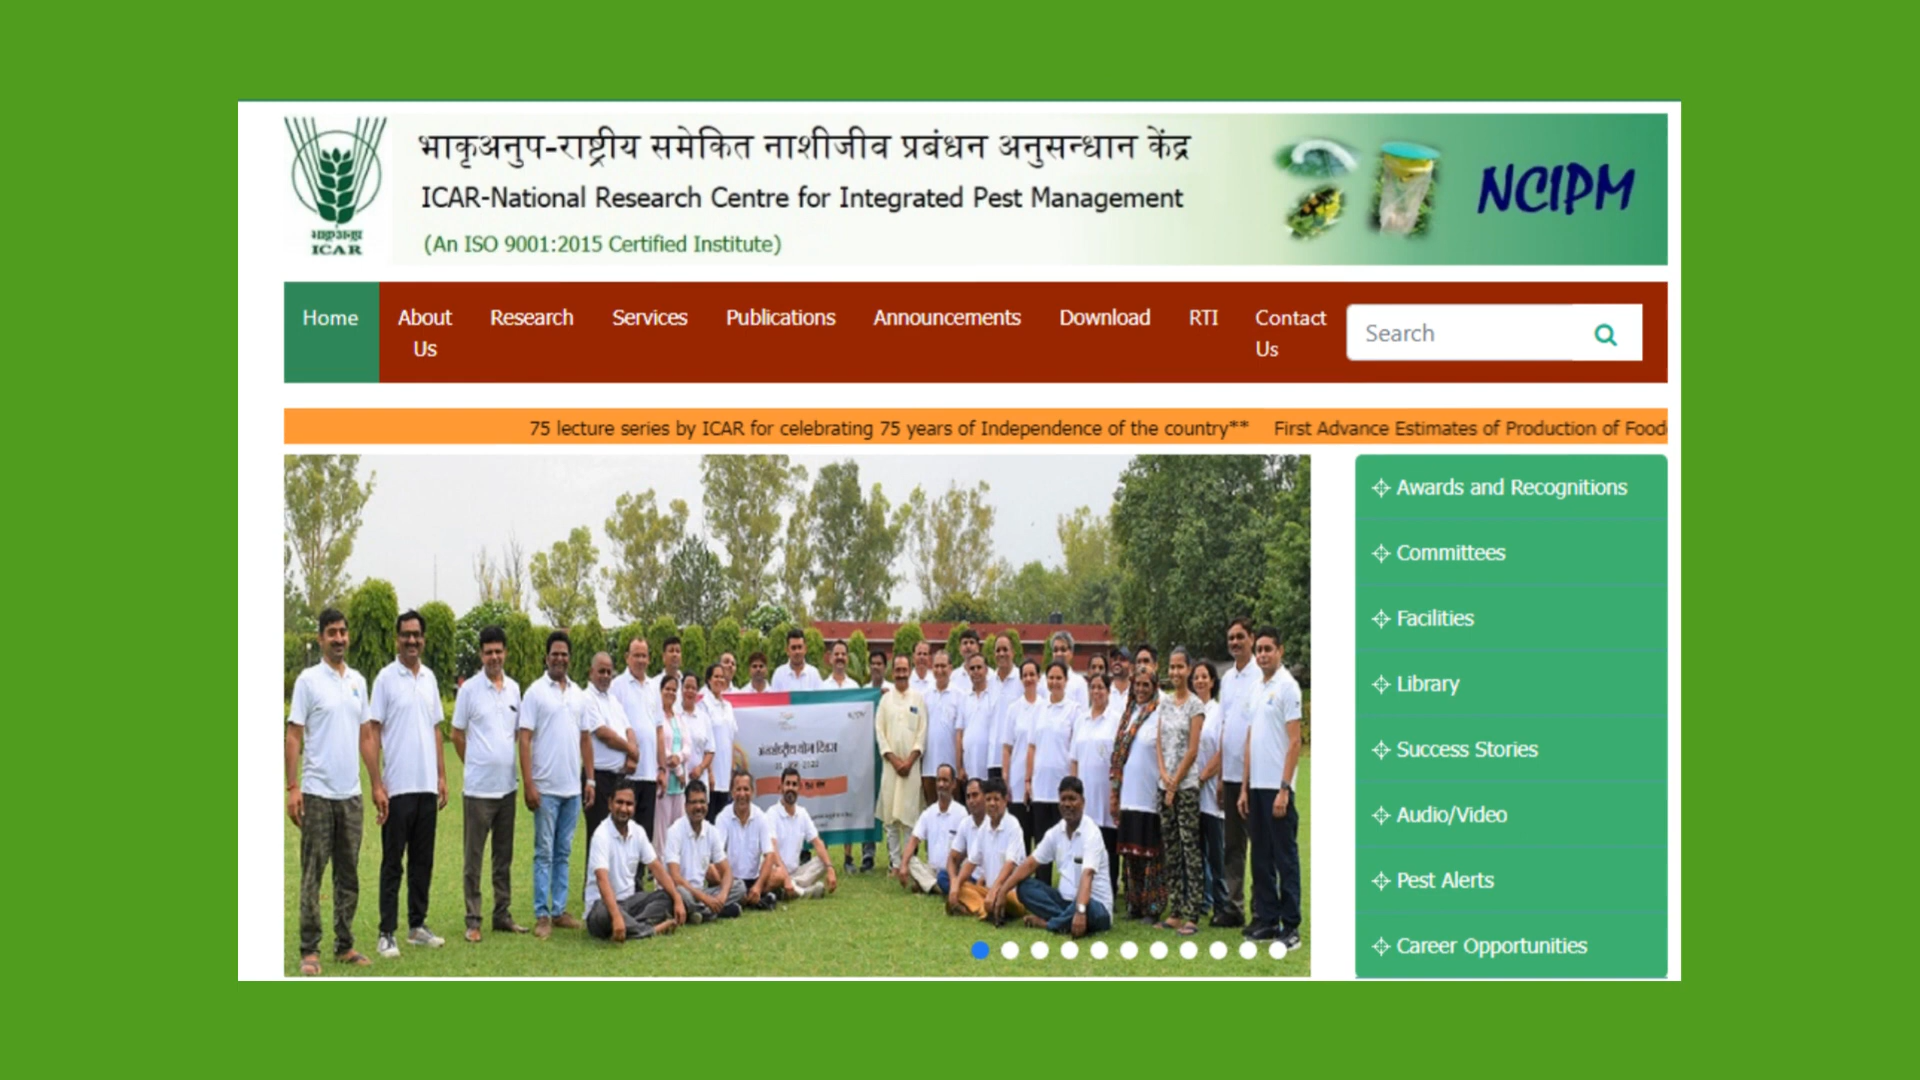 भाकृअनुप-राष्ट्रीय समेकित नाशीजीव प्रबंधन अनुसन्धान केंद्र
ICAR-National Research Centre for Integrated Pest Management
(An ISO 9001:2015 Certified Institute)
भाकृअनुप
ICAR
NCIPM
Home
About Us
Research
Services
Publications
Announcements
Download
RTI
Contact Us
Search
75 lecture series by ICAR for celebrating 75 years of Independence of the country** First Advance Estimates of Production of Food
अंतर्राष्ट्रीय योग दिवस
Awards and Recognitions
Committees
Facilities
Library
Success Stories
Audio/Video
Pest Alerts
Career Opportunities